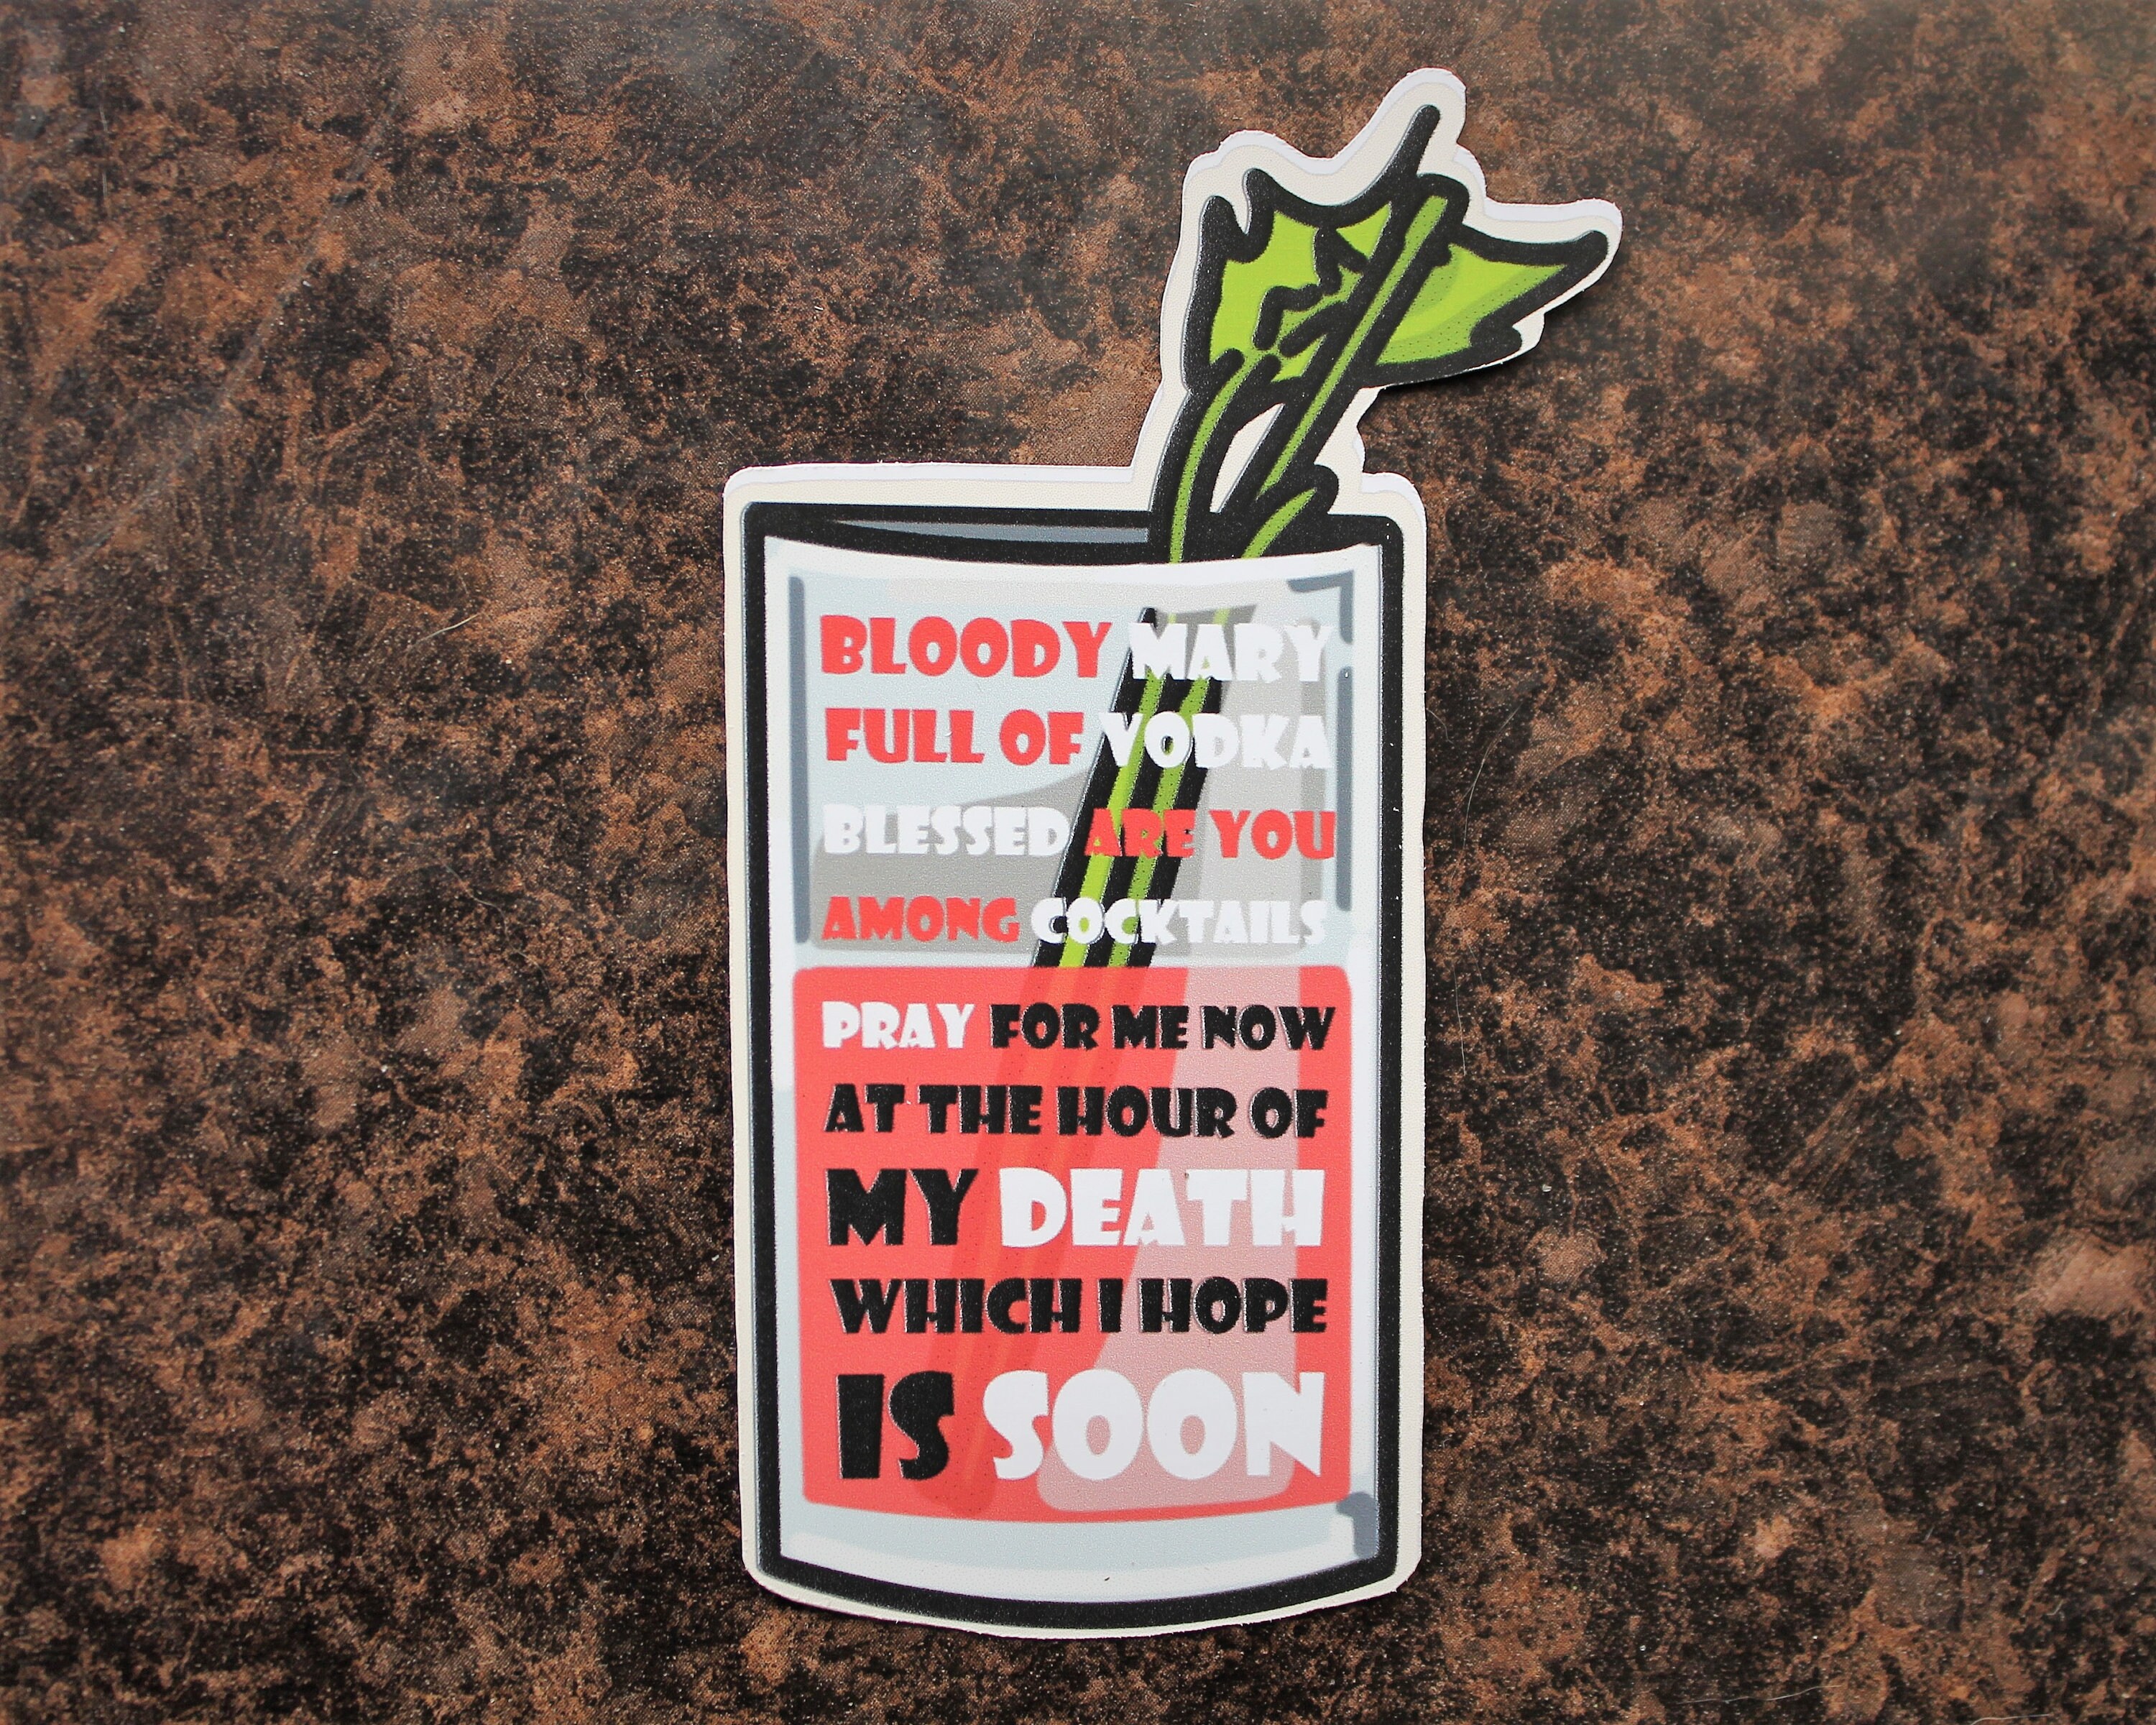 BLOODY MARY
FULL OF VODKA
BLESSED ARE YOU
AMONG COCKTAILS
PRAY FOR ME NOW
AT THE HOUR OF
MY DEATH
WHICH I HOPE
IS SOON